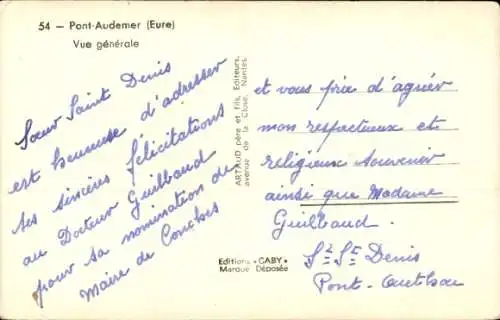 54 — Pont-Audemer (Eure)
Vue générale
Sœur Saint Denis
est heureuse d'adresser
ses sincères félicitations
au Docteur Guilbaud
pour sa nomination de
Maire de Conches
ARTAUD père et fils, Éditeurs,
avenue de la Close, Nantes
Editions "GABY"
Marque Déposée
et vous prie d'agréer
mon respectueux et
religieux souvenir
ainsi que Madame
Guilbaud.
Sr St Denis
Pont-